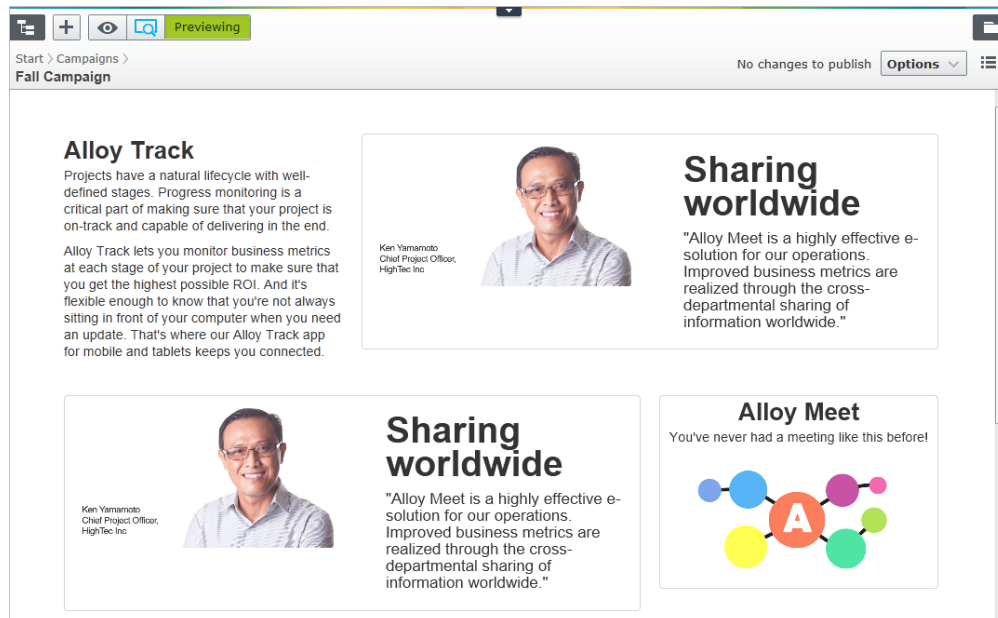 Previewing
Start > Campaigns >
Fall Campaign
No changes to publish
Options
Alloy Track
Projects have a natural lifecycle with well-
defined stages. Progress monitoring is a
critical part of making sure that your project is
on-track and capable of delivering in the end.
Alloy Track lets you monitor business metrics
at each stage of your project to make sure that
you get the highest possible ROI. And it's
flexible enough to know that you're not always
sitting in front of your computer when you need
an update. That's where our Alloy Track app
for mobile and tablets keeps you connected.
Ken Yamamoto
Chief Project Officer,
HighTec Inc
Sharing
worldwide
"Alloy Meet is a highly effective e-
solution for our operations.
Improved business metrics are
realized through the cross-
departmental sharing of
information worldwide."
Ken Yamamoto
Chief Project Officer,
HighTec Inc
Sharing
worldwide
"Alloy Meet is a highly effective e-
solution for our operations.
Improved business metrics are
realized through the cross-
departmental sharing of
information worldwide."
Alloy Meet
You've never had a meeting like this before!
A